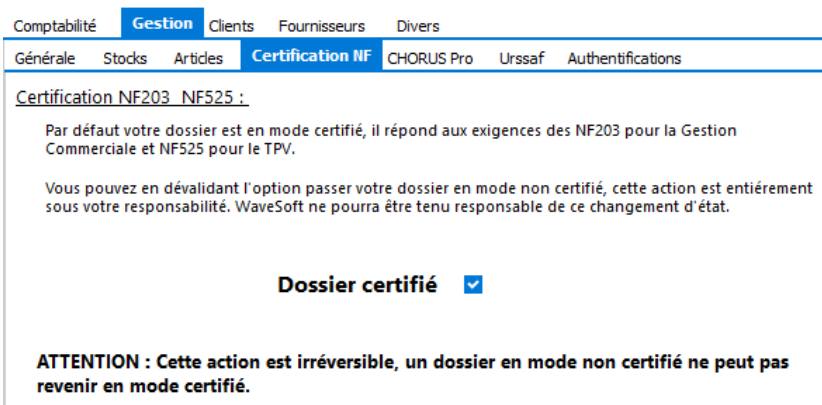 Comptabilité Gestion Clients Fournisseurs Divers
Générale Stocks Articles Certification NF CHORUS Pro Urssaf Authentifications
Certification NF203 NF525 :
Par défaut votre dossier est en mode certifié, il répond aux exigences des NF203 pour la Gestion
Commerciale et NF525 pour le TPV.
Vous pouvez en dévalidant l'option passer votre dossier en mode non certifié, cette action est entiérement
sous votre responsabilité. WaveSoft ne pourra être tenu responsable de ce changement d'état.
Dossier certifié
ATTENTION : Cette action est irréversible, un dossier en mode non certifié ne peut pas
revenir en mode certifié.